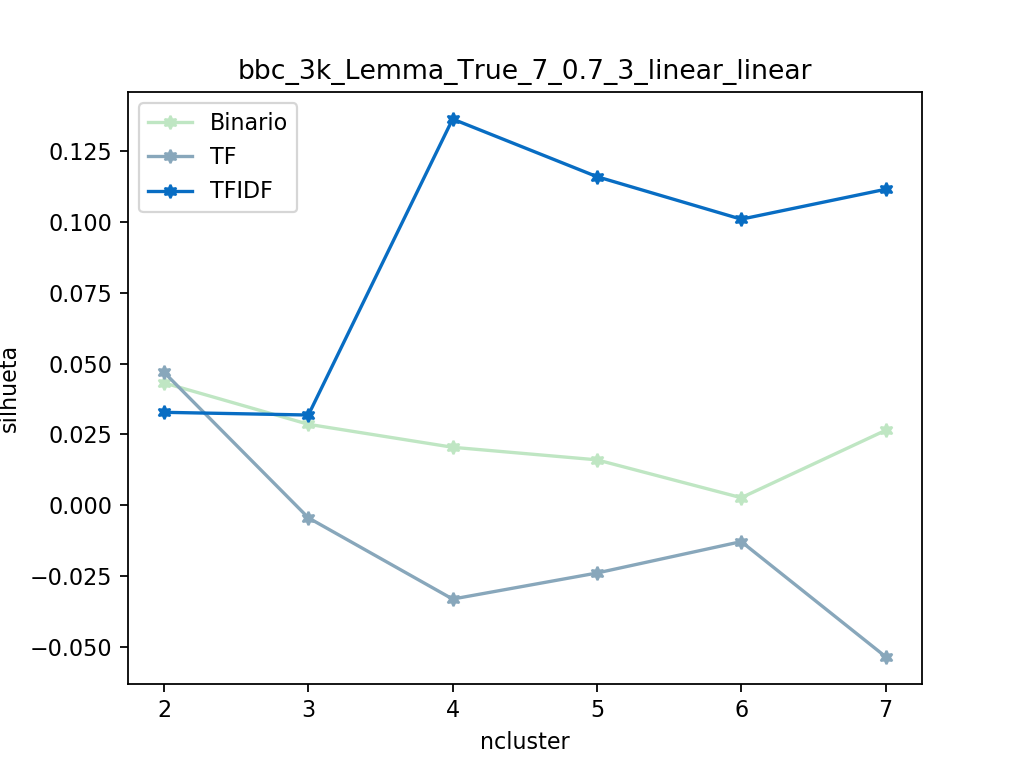 bbc_3k_Lemma_True_7_0.7_3_linear_linear
Binario
TF
TFIDF
0.125
0.100
0.075
0.050
0.025
0.000
−0.025
−0.050
silhueta
2 3 4 5 6 7
ncluster